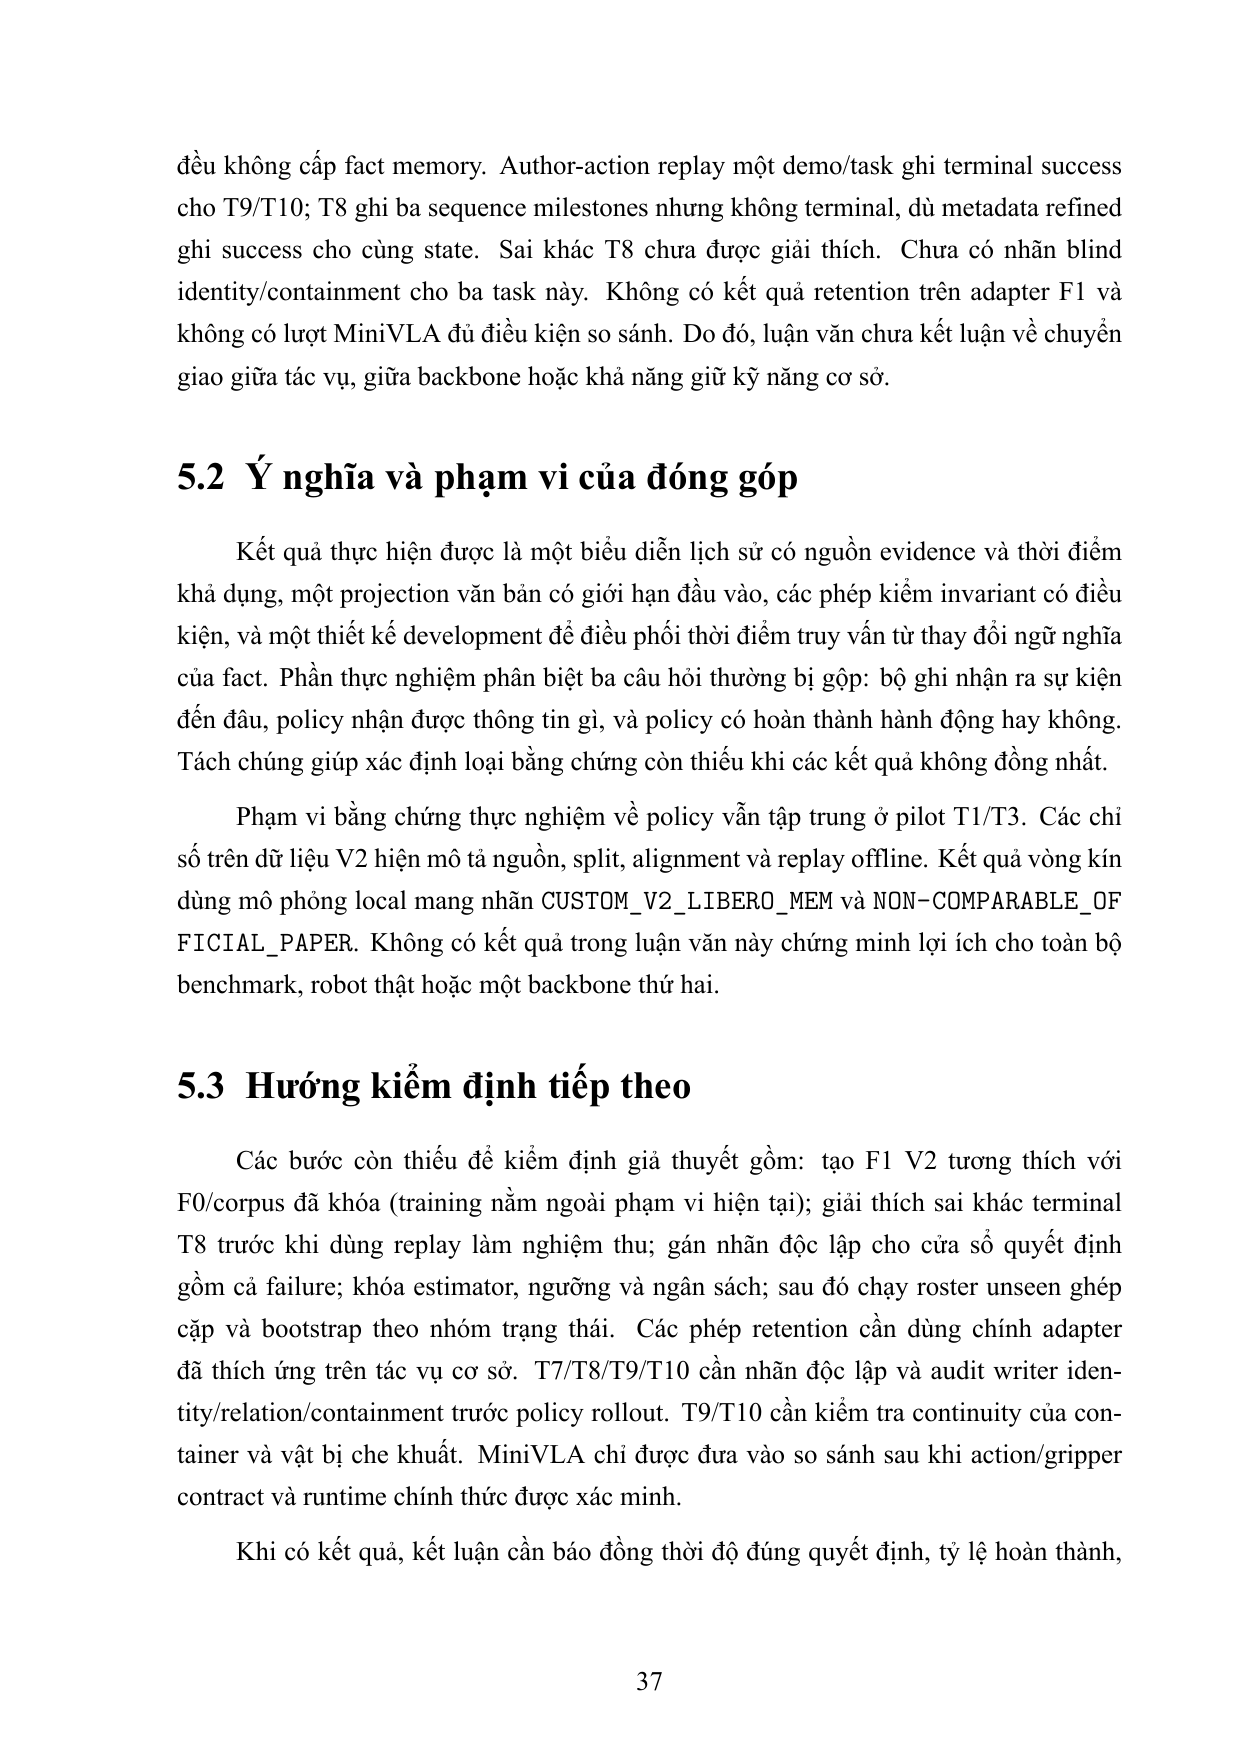 đều không cấp fact memory. Author-action replay một demo/task ghi terminal success
cho T9/T10; T8 ghi ba sequence milestones nhưng không terminal, dù metadata refined
ghi success cho cùng state. Sai khác T8 chưa được giải thích. Chưa có nhãn blind
identity/containment cho ba task này. Không có kết quả retention trên adapter F1 và
không có lượt MiniVLA đủ điều kiện so sánh. Do đó, luận văn chưa kết luận về chuyển
giao giữa tác vụ, giữa backbone hoặc khả năng giữ kỹ năng cơ sở.
5.2 Ý nghĩa và phạm vi của đóng góp
Kết quả thực hiện được là một biểu diễn lịch sử có nguồn evidence và thời điểm
khả dụng, một projection văn bản có giới hạn đầu vào, các phép kiểm invariant có điều
kiện, và một thiết kế development để điều phối thời điểm truy vấn từ thay đổi ngữ nghĩa
của fact. Phần thực nghiệm phân biệt ba câu hỏi thường bị gộp: bộ ghi nhận ra sự kiện
đến đâu, policy nhận được thông tin gì, và policy có hoàn thành hành động hay không.
Tách chúng giúp xác định loại bằng chứng còn thiếu khi các kết quả không đồng nhất.
Phạm vi bằng chứng thực nghiệm về policy vẫn tập trung ở pilot T1/T3. Các chỉ
số trên dữ liệu V2 hiện mô tả nguồn, split, alignment và replay offline. Kết quả vòng kín
dùng mô phỏng local mang nhãn CUSTOM_V2_LIBERO_MEM và NON-COMPARABLE_OF
FICIAL_PAPER. Không có kết quả trong luận văn này chứng minh lợi ích cho toàn bộ
benchmark, robot thật hoặc một backbone thứ hai.
5.3 Hướng kiểm định tiếp theo
Các bước còn thiếu để kiểm định giả thuyết gồm: tạo F1 V2 tương thích với
F0/corpus đã khóa (training nằm ngoài phạm vi hiện tại); giải thích sai khác terminal
T8 trước khi dùng replay làm nghiệm thu; gán nhãn độc lập cho cửa sổ quyết định
gồm cả failure; khóa estimator, ngưỡng và ngân sách; sau đó chạy roster unseen ghép
cặp và bootstrap theo nhóm trạng thái. Các phép retention cần dùng chính adapter
đã thích ứng trên tác vụ cơ sở. T7/T8/T9/T10 cần nhãn độc lập và audit writer iden-
tity/relation/containment trước policy rollout. T9/T10 cần kiểm tra continuity của con-
tainer và vật bị che khuất. MiniVLA chỉ được đưa vào so sánh sau khi action/gripper
contract và runtime chính thức được xác minh.
Khi có kết quả, kết luận cần báo đồng thời độ đúng quyết định, tỷ lệ hoàn thành,
37